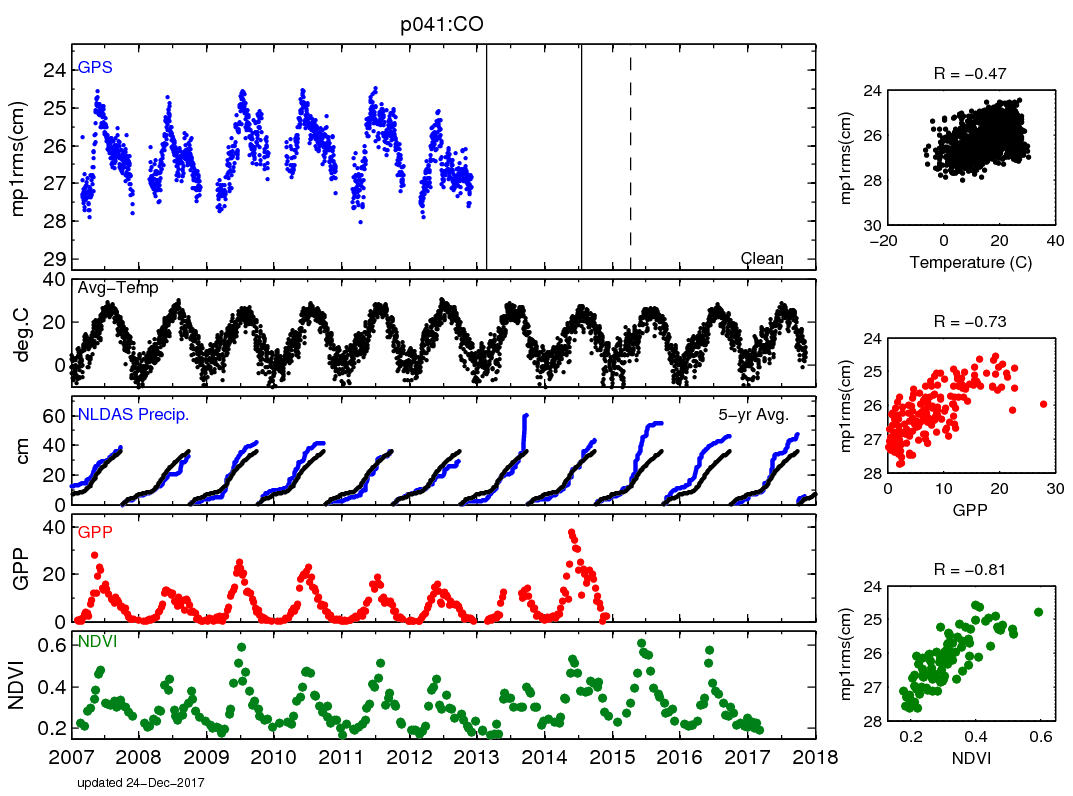 p041:CO
GPS
mp1rms(cm)
24
25
26
27
28
29
Clean
Avg−Temp
deg.C
40
20
0
NLDAS Precip.
5−yr Avg.
cm
60
40
20
0
GPP
GPP
40
20
0
NDVI
NDVI
0.6
0.4
0.2
2007 2008 2009 2010 2011 2012 2013 2014 2015 2016 2017 2018
updated 24−Dec−2017
R = −0.47
mp1rms(cm)
24
26
28
30
−20 0 20 40
Temperature (C)
R = −0.73
mp1rms(cm)
24
25
26
27
28
0 10 20 30
GPP
R = −0.81
mp1rms(cm)
24
25
26
27
28
0.2 0.4 0.6
NDVI